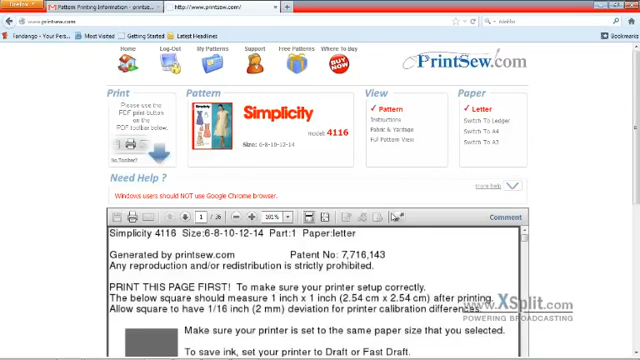 Firefox
Pattern Printing Information - printse...
http://www.printsew.com/
www.printsew.com
Fandango - Your Pers...
Most Visited
Getting Started
Latest Headlines
Bookmarks
Home
Log-Out
My Patterns
Support
Free Patterns
Where To Buy
BUY NOW
PrintSew.com
Print
Please use the PDF print button on the PDF toolbar below.
No Toolbar?
Pattern
Simplicity
Simplicity
model: 4116
Size: 6-8-10-12-14
View
Pattern
Instructions
Fabric & Yardage
Full Pattern View
Paper
Letter
Switch To Ledger
Switch To A4
Switch To A3
Need Help ?
more help
Windows users should NOT use Google Chrome browser.
1 / 26
101%
Comment
Simplicity 4116 Size:6-8-10-12-14 Part:1 Paper:letter
Generated by printsew.com Patent No: 7,716,143
Any reproduction and/or redistribution is strictly prohibited.
PRINT THIS PAGE FIRST! To make sure your printer setup correctly.
The below square should measure 1 inch x 1 inch (2.54 cm x 2.54 cm) after printing.
Allow square to have 1/16 inch (2 mm) deviation for printer calibration differences.
www.XSplit.com
POWERING BROADCASTING
Make sure your printer is set to the same paper size that you selected.
To save ink, set your printer to Draft or Fast Draft.